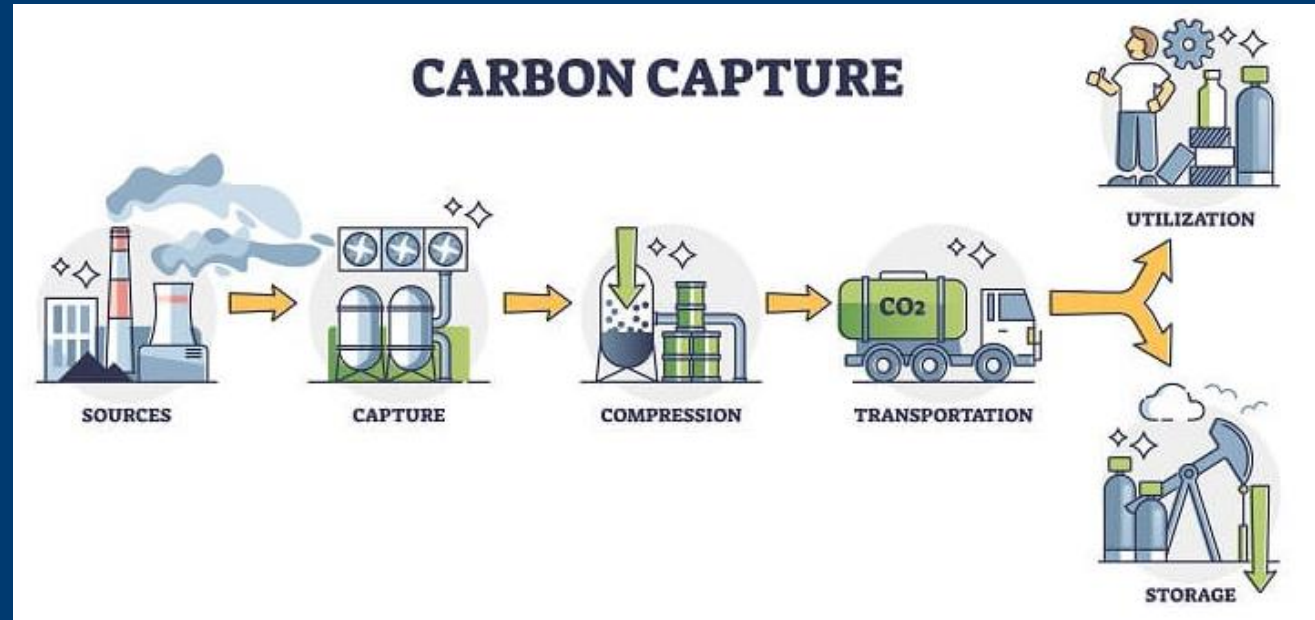 CARBON CAPTURE
SOURCES
CAPTURE
COMPRESSION
CO2
TRANSPORTATION
UTILIZATION
STORAGE